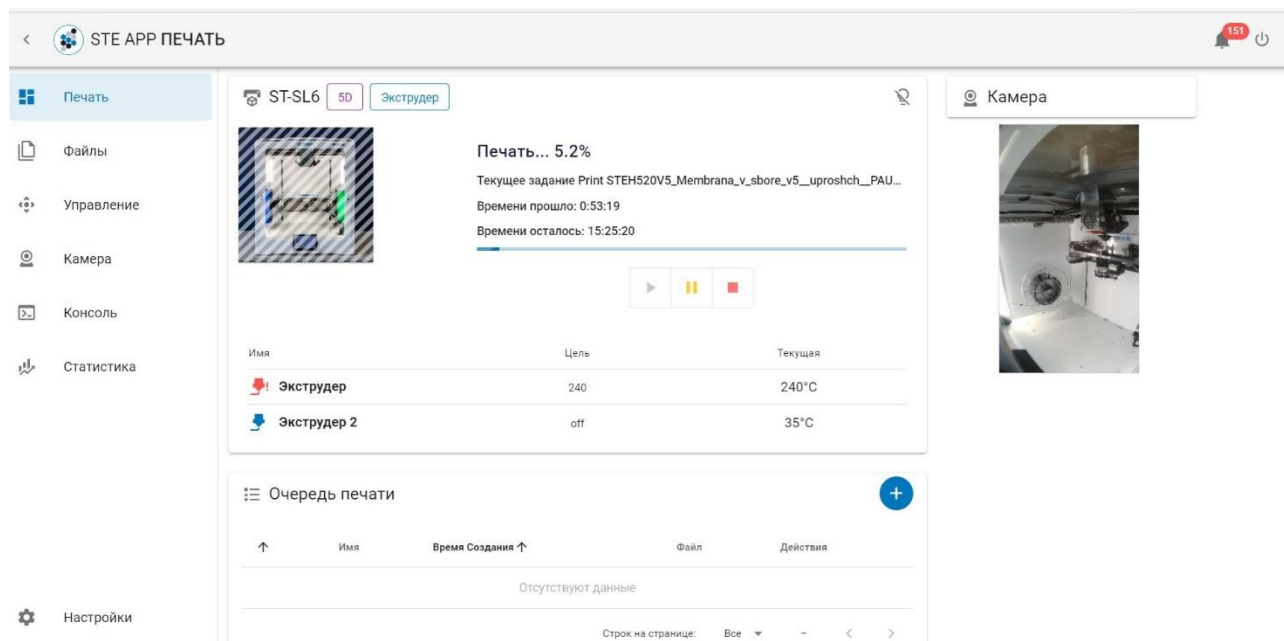 STE APP ПЕЧАТЬ
151
Печать
Файлы
Управление
Камера
Консоль
Статистика
Настройки
ST-SL6 5D Экструдер
Печать... 5.2%
Текущее задание Print STEH520V5_Membrana_v_sbore_v5__uproshch__PAU...
Времени прошло: 0:53:19
Времени осталось: 15:25:20
Имя Цель Текущая
Экструдер 240 240°C
Экструдер 2 off 35°C
Очередь печати
Имя Время Создания Файл Действия
Отсутствуют данные
Строк на странице: Все –
Камера